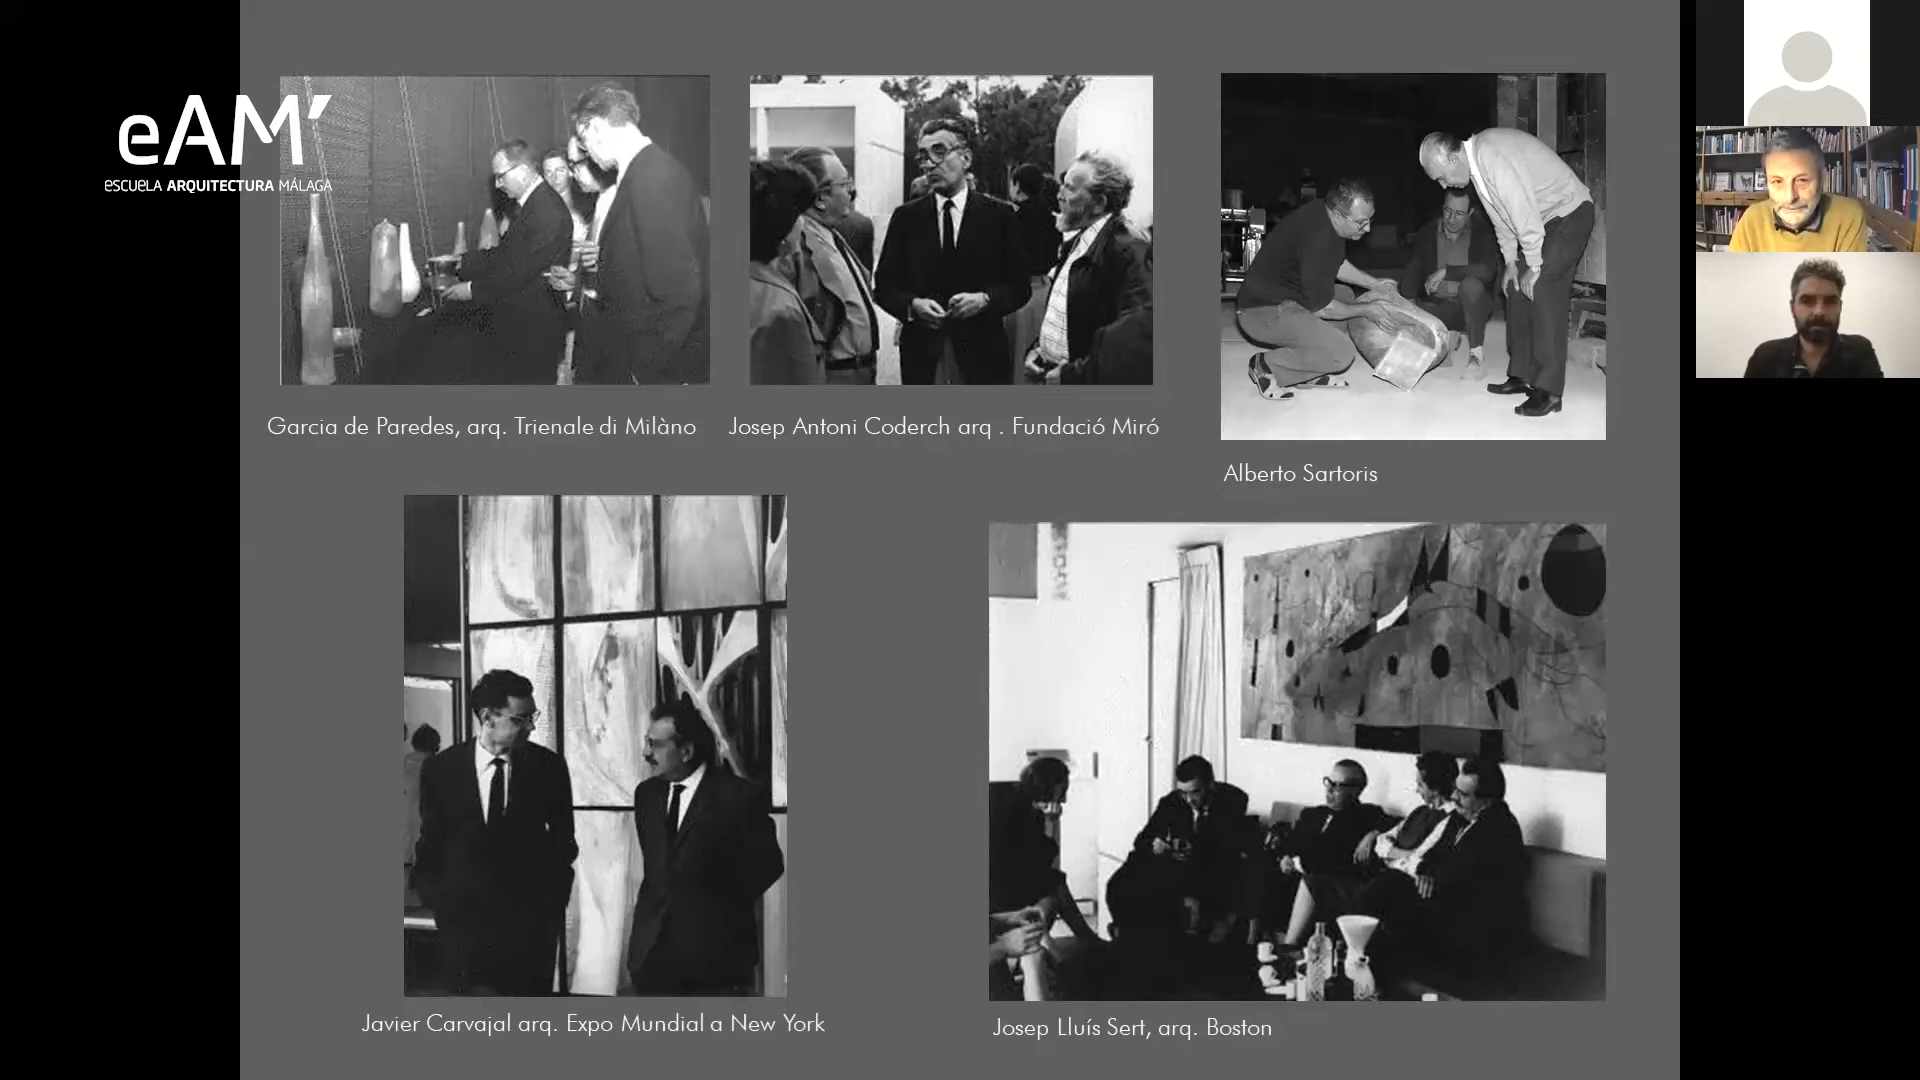 eAM'
ESCUELA ARQUITECTURA MÁLAGA
Garcia de Paredes, arq. Trienale di Milàno
Josep Antoni Coderch arq . Fundació Miró
Alberto Sartoris
Javier Carvajal arq. Expo Mundial a New York
Josep Lluís Sert, arq. Boston